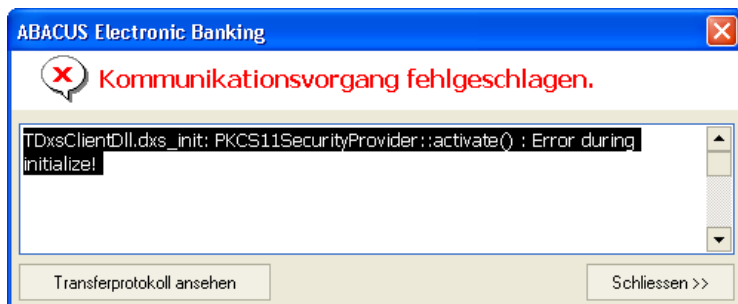 ABACUS Electronic Banking
Kommunikationsvorgang fehlgeschlagen.
TDxsClientDll.dxs_init: PKCS11SecurityProvider::activate() : Error during
initialize!
Transferprotokoll ansehen
Schliessen >>